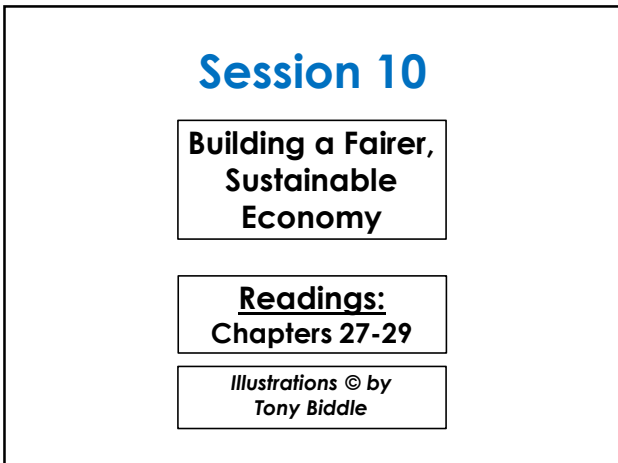 Session 10
Building a Fairer,
Sustainable
Economy
Readings:
Chapters 27-29
Illustrations © by
Tony Biddle